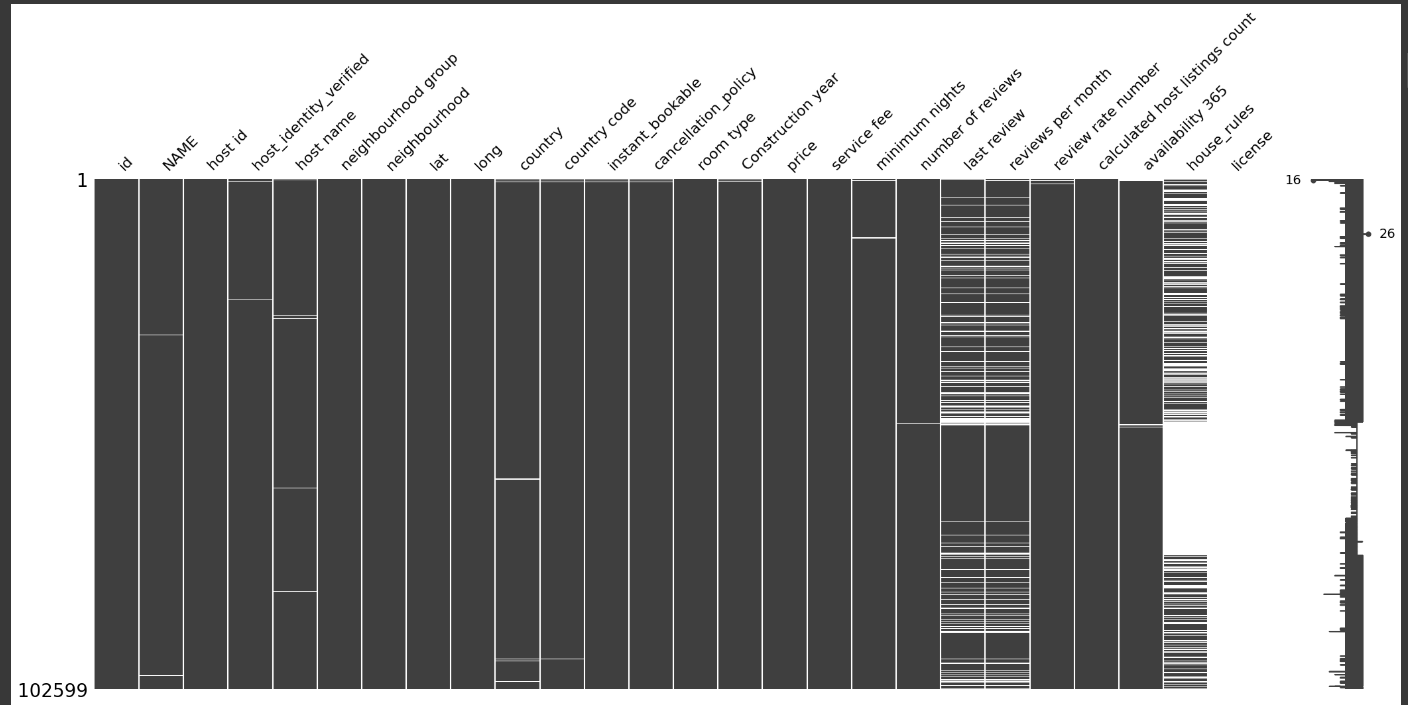 id
NAME
host id
host_identity_verified
host name
neighbourhood group
neighbourhood
lat
long
country
country code
instant_bookable
cancellation_policy
room type
Construction year
price
service fee
minimum nights
number of reviews
last review
reviews per month
review rate number
calculated host listings count
availability 365
house_rules
license
1
16
26
102599